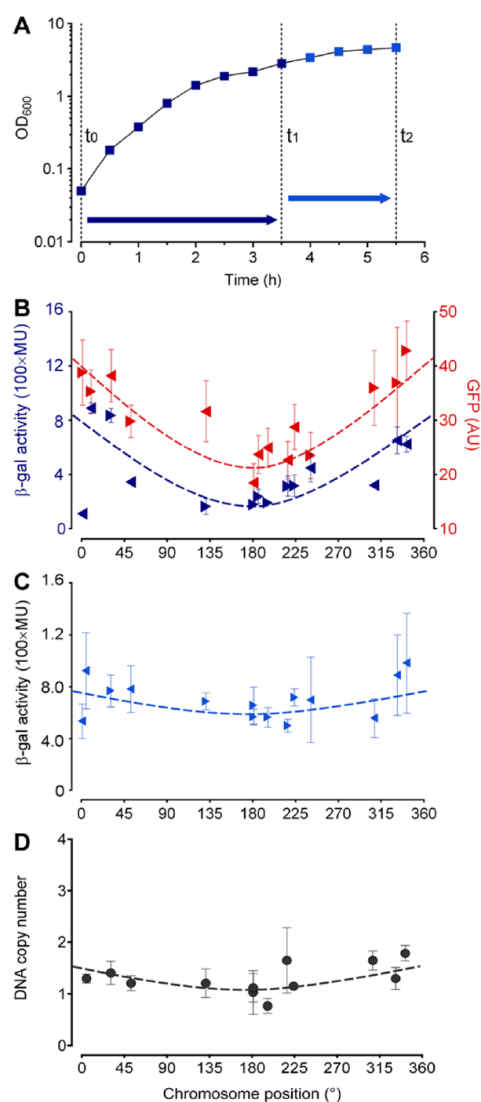 A
10
1
0.1
0.01
OD600
t0
t1
t2
0 1 2 3 4 5 6
Time (h)
B
16
12
8
4
0
β-gal activity (100×MU)
50
40
30
20
10
GFP (AU)
0 45 90 135 180 225 270 315 360
C
1.6
1.2
8.0
4.0
0
β-gal activity (100×MU)
0 45 90 135 180 225 270 315 360
D
4
3
2
1
0
DNA copy number
0 45 90 135 180 225 270 315 360
Chromosome position (°)